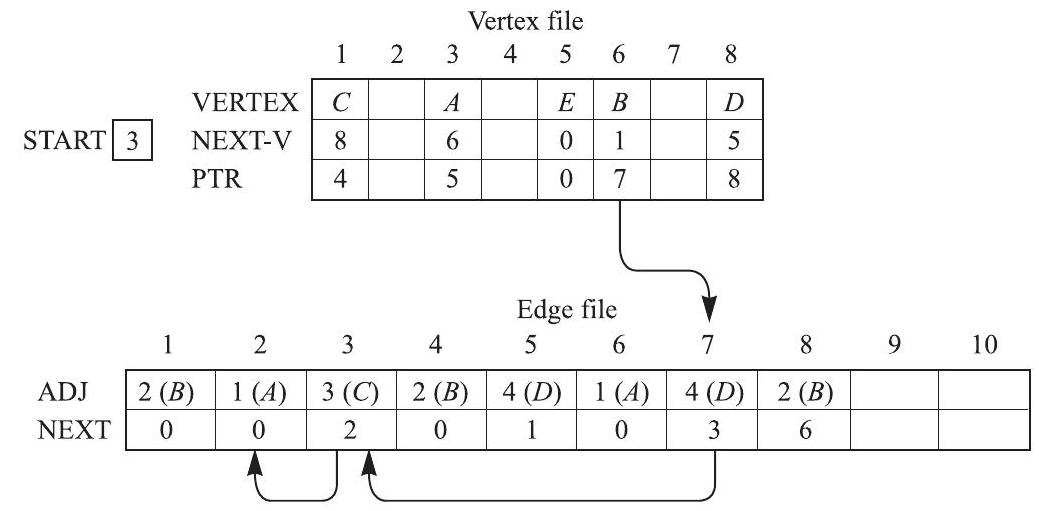 Vertex file
1 2 3 4 5 6 7 8
VERTEX C A E B D
START 3 NEXT-V 8 6 0 1 5
PTR 4 5 0 7 8
Edge file
1 2 3 4 5 6 7 8 9 10
ADJ 2 (B) 1 (A) 3 (C) 2 (B) 4 (D) 1 (A) 4 (D) 2 (B)
NEXT 0 0 2 0 1 0 3 6